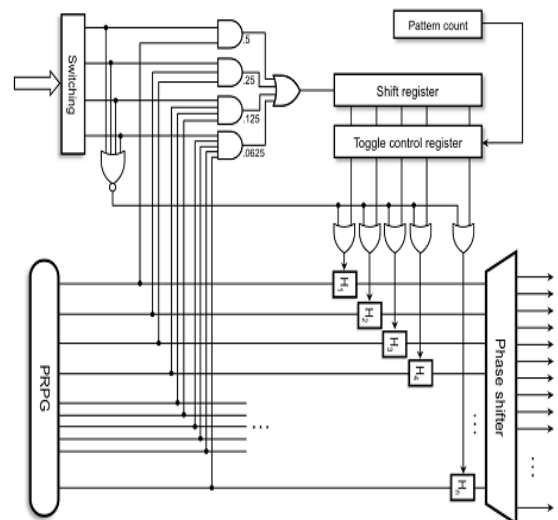 Switching
.5
.25
.125
.0625
Pattern count
Shift register
Toggle control register
PRPG
H1
H2
H3
H4
Hn
...
...
...
Phase shifter